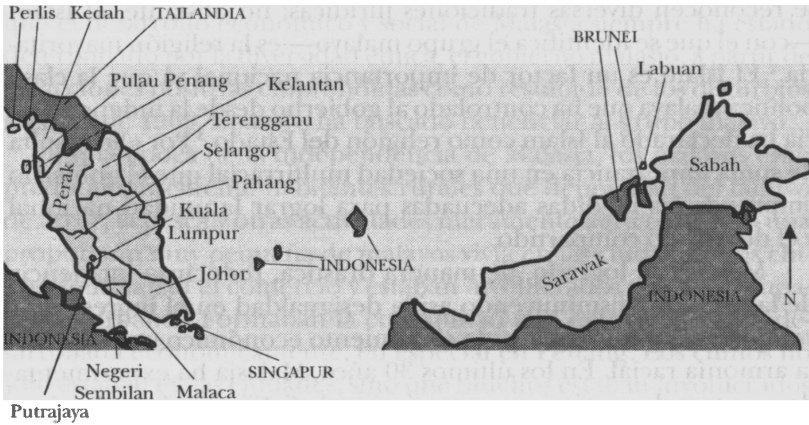 Perlis Kedah TAILANDIA
BRUNEI
Labuan
Pulau Penang Kelantan
Terengganu
Selangor
Pahang
Sabah
Perak
Kuala
Lumpur
Johor
INDONESIA
Sarawak
INDONESIA
N
INDONESIA
Negeri
Sembilan
Malaca
SINGAPUR
Putrajaya